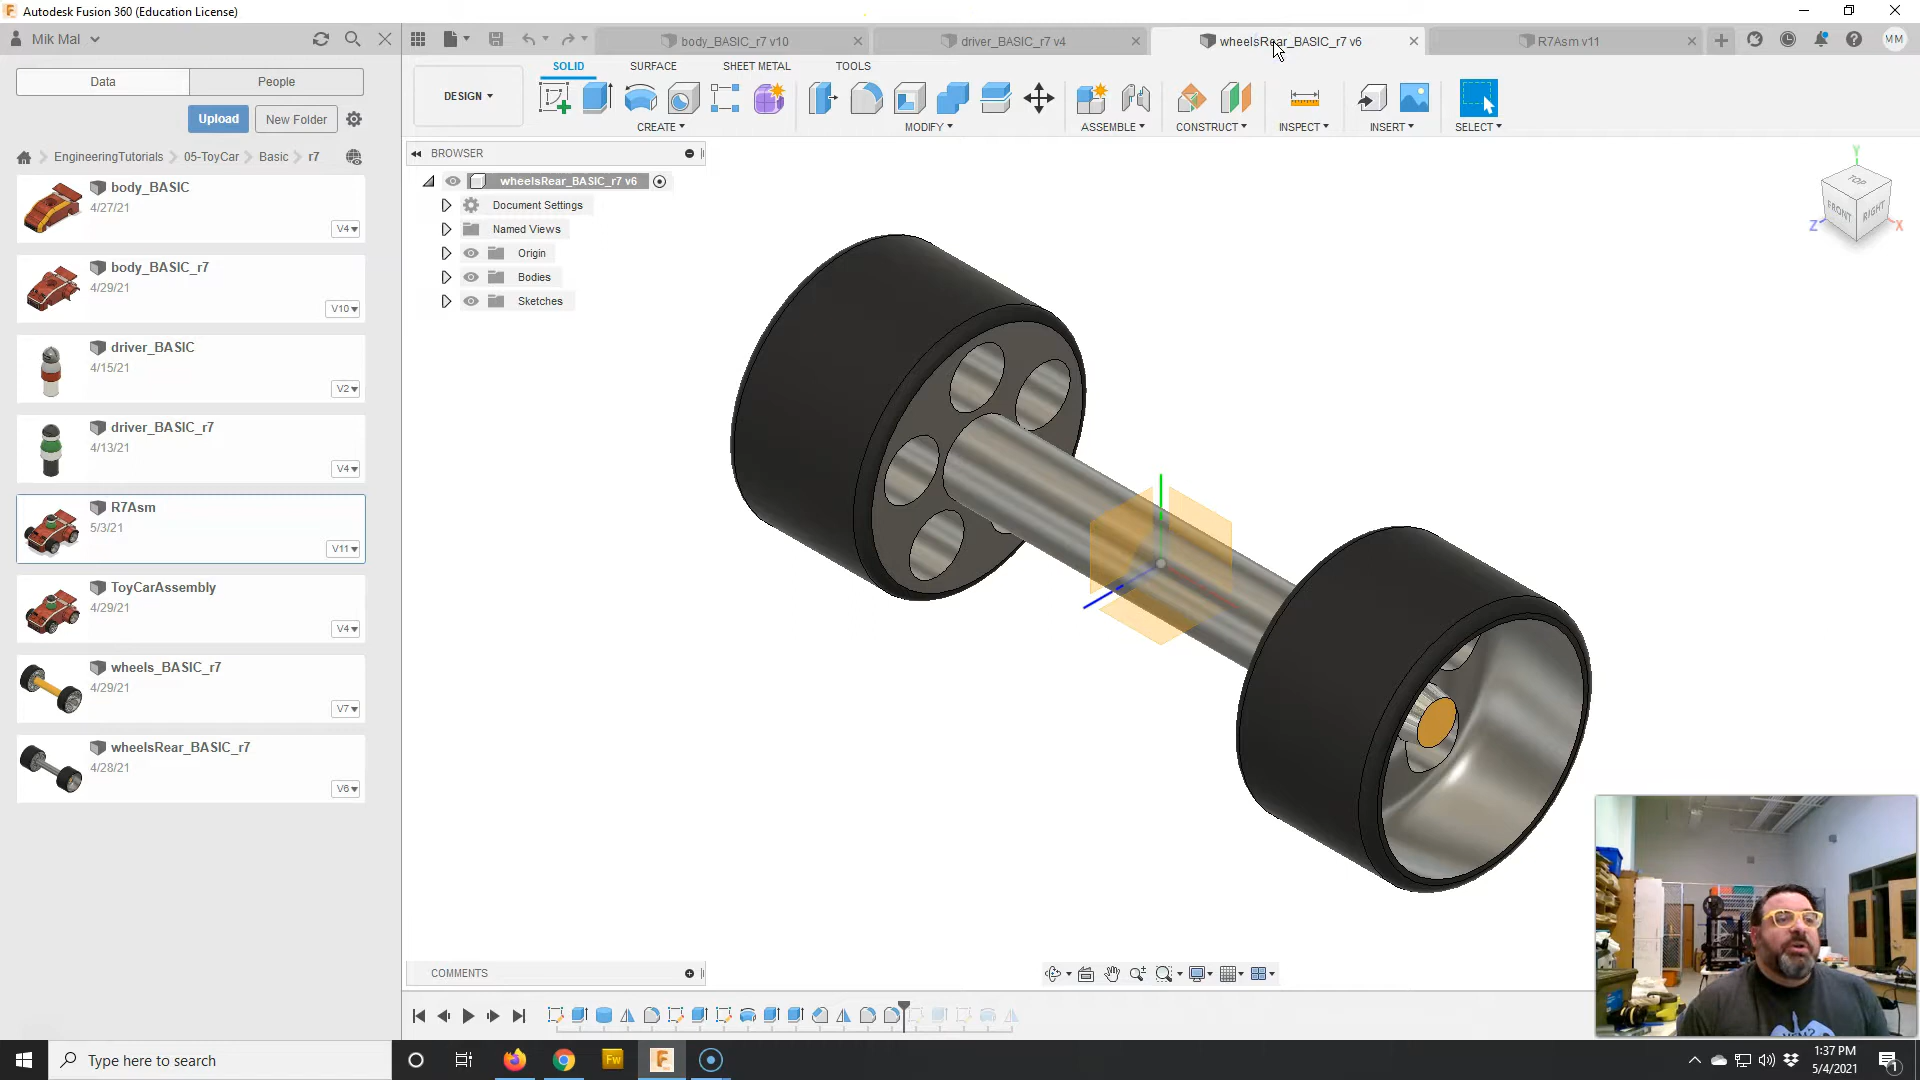 Autodesk Fusion 360 (Education License)
Mik Mal
body_BASIC_r7 v10
driver_BASIC_r7 v4
wheelsRear_BASIC_r7 v6
R7Asm v11
MM
Data
People
Upload
New Folder
EngineeringTutorials
05-ToyCar
Basic
r7
DESIGN
SOLID
SURFACE
SHEET METAL
TOOLS
CREATE
MODIFY
ASSEMBLE
CONSTRUCT
INSPECT
INSERT
SELECT
BROWSER
wheelsRear_BASIC_r7 v6
Document Settings
Named Views
Origin
Bodies
Sketches
body_BASIC
4/27/21
V4
body_BASIC_r7
4/29/21
V10
driver_BASIC
4/15/21
V2
driver_BASIC_r7
4/13/21
V4
R7Asm
5/3/21
V11
ToyCarAssembly
4/29/21
V4
wheels_BASIC_r7
4/29/21
V7
wheelsRear_BASIC_r7
4/28/21
V6
Y
TOP
FRONT
RIGHT
Z
X
COMMENTS
Type here to search
Fw
1:37 PM
5/4/2021
1